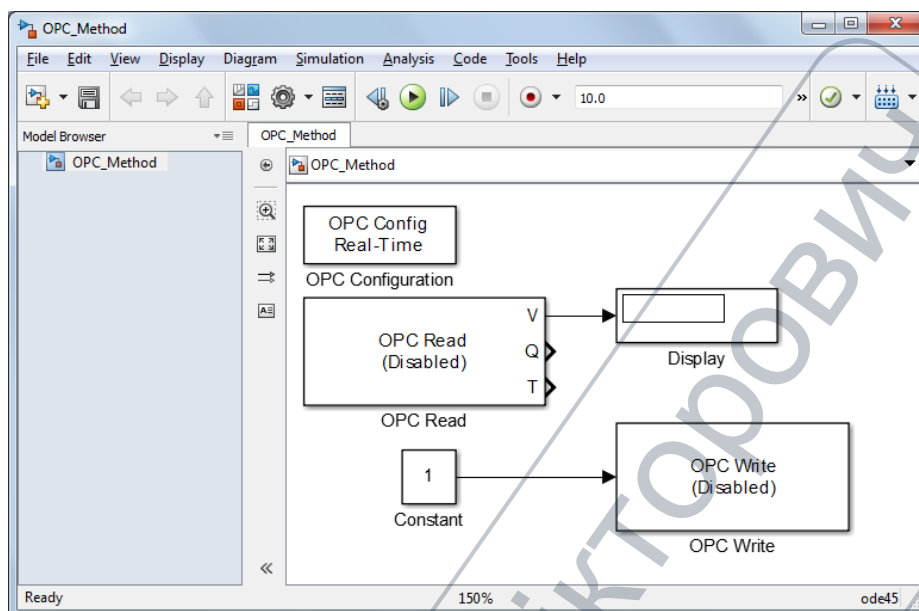 OPC_Method
File Edit View Display Diagram Simulation Analysis Code Tools Help
10.0 »
Model Browser
OPC_Method
OPC_Method
OPC_Method
OPC Config
Real-Time
OPC Configuration
OPC Read
(Disabled)
V
Q
T
OPC Read
Display
1
Constant
OPC Write
(Disabled)
OPC Write
Ready 150% ode45
ікторович